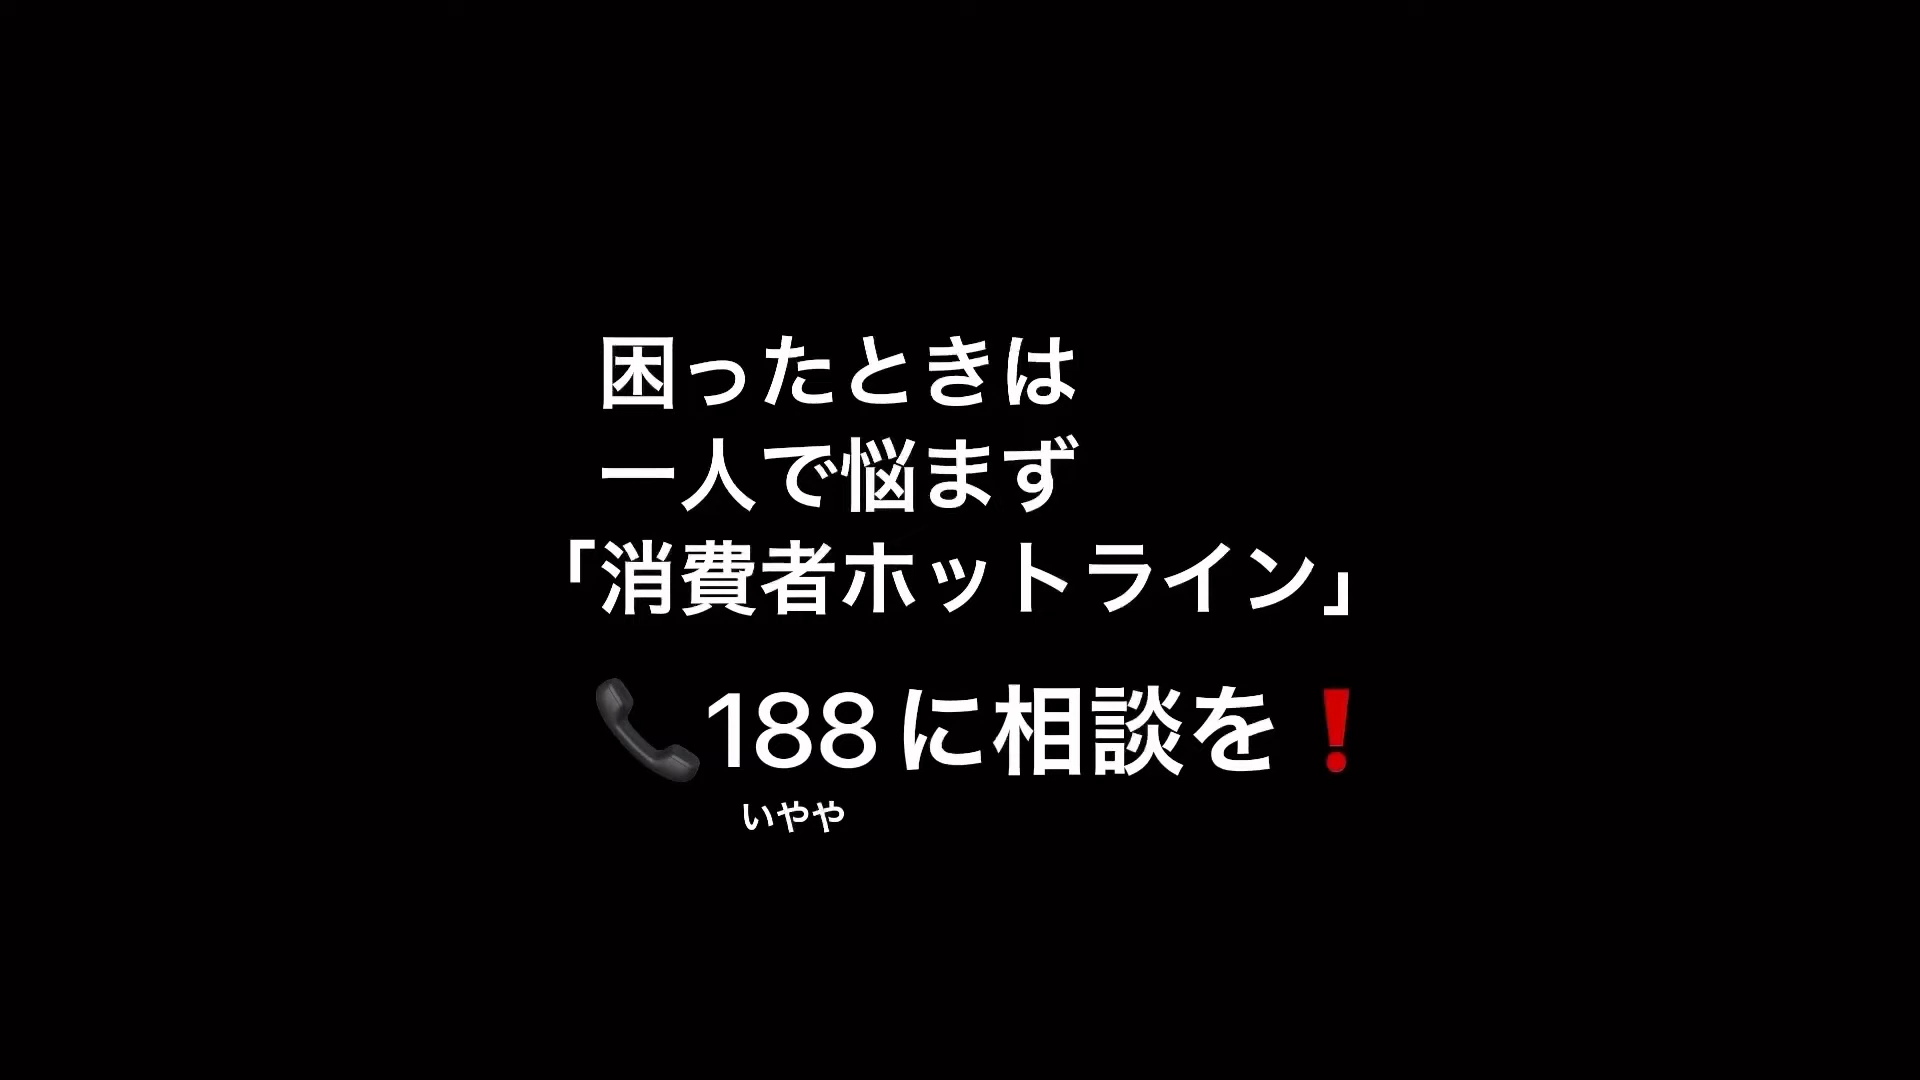 困ったときは
一人で悩まず
「消費者ホットライン」
📞188に相談を❗
いやや